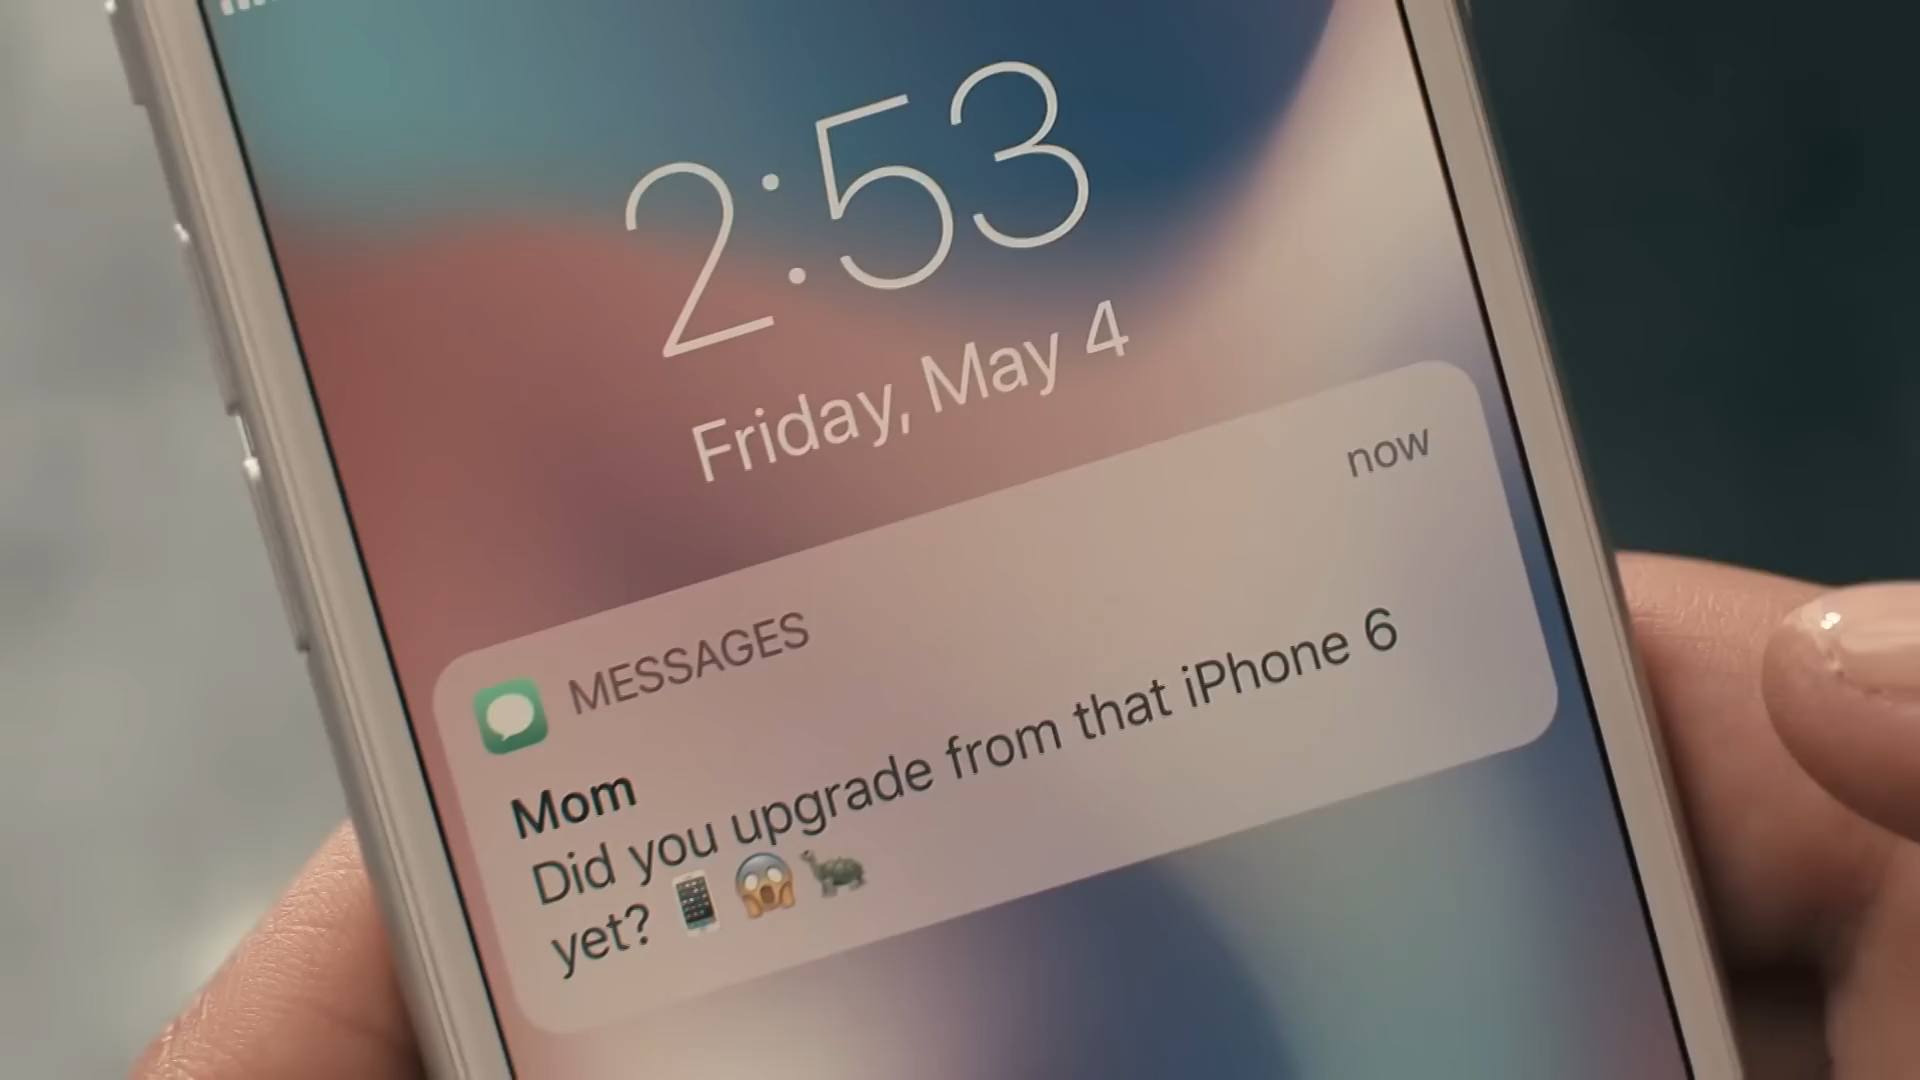 2:53
Friday, May 4
MESSAGES
now
Mom
Did you upgrade from that iPhone 6
yet? 📱 😱 🐢